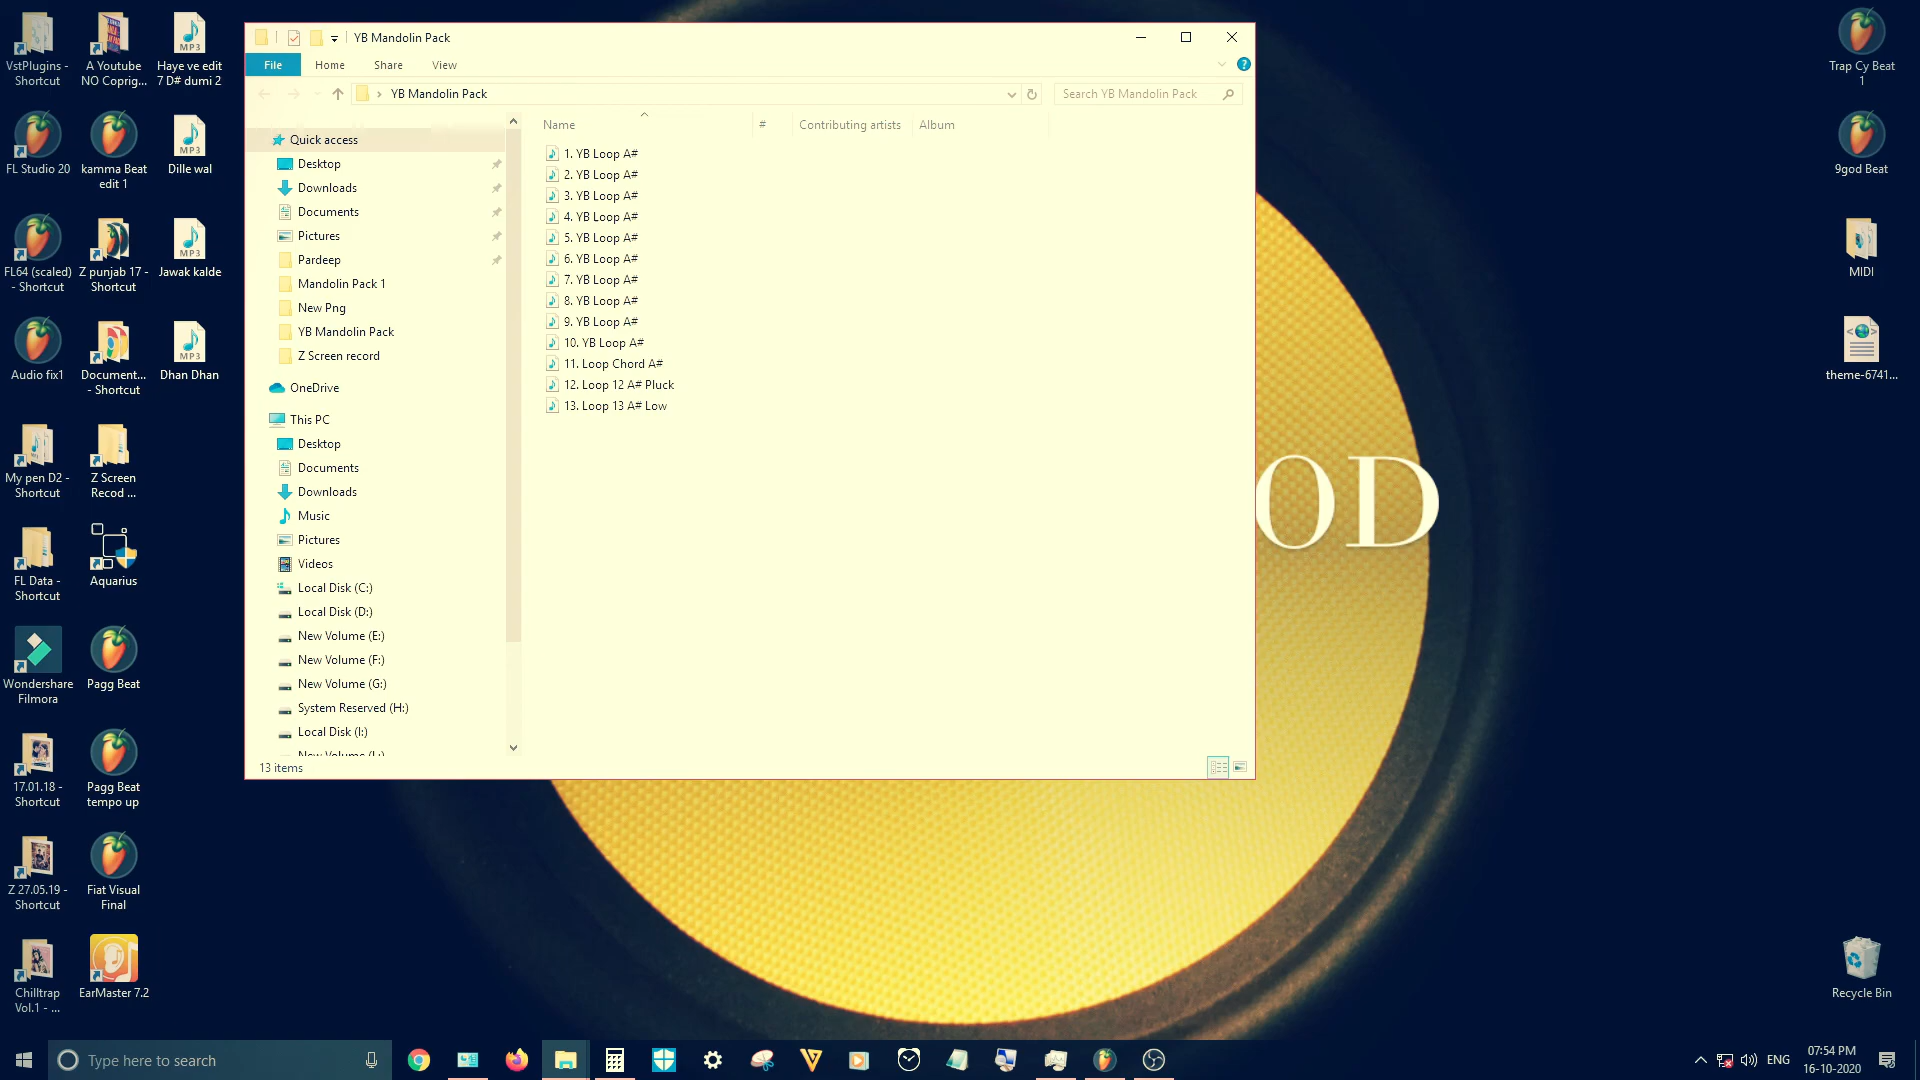 VstPlugins -
Shortcut
A Youtube
NO Coprig...
Haye ve edit
7 D# dumi 2
FL Studio 20
kamma Beat
edit 1
Dille wal
FL64 (scaled)
- Shortcut
Z punjab 17 -
Shortcut
Jawak kalde
Audio fix1
Document...
- Shortcut
Dhan Dhan
My pen D2 -
Shortcut
Z Screen
Recod ...
FL Data -
Shortcut
Aquarius
Wondershare
Filmora
Pagg Beat
17.01.18 -
Shortcut
Pagg Beat
tempo up
Z 27.05.19 -
Shortcut
Fiat Visual
Final
Chilltrap
Vol.1 - ...
EarMaster 7.2
YB Mandolin Pack
File Home Share View
YB Mandolin Pack
Search YB Mandolin Pack
Quick access
Desktop
Downloads
Documents
Pictures
Pardeep
Mandolin Pack 1
New Png
YB Mandolin Pack
Z Screen record
OneDrive
This PC
Desktop
Documents
Downloads
Music
Pictures
Videos
Local Disk (C:)
Local Disk (D:)
New Volume (E:)
New Volume (F:)
New Volume (G:)
System Reserved (H:)
Local Disk (I:)
Name # Contributing artists Album
1. YB Loop A#
2. YB Loop A#
3. YB Loop A#
4. YB Loop A#
5. YB Loop A#
6. YB Loop A#
7. YB Loop A#
8. YB Loop A#
9. YB Loop A#
10. YB Loop A#
11. Loop Chord A#
12. Loop 12 A# Pluck
13. Loop 13 A# Low
13 items
OD
Trap Cy Beat
1
9god Beat
MIDI
theme-6741...
Recycle Bin
Type here to search
ENG
07:54 PM
16-10-2020